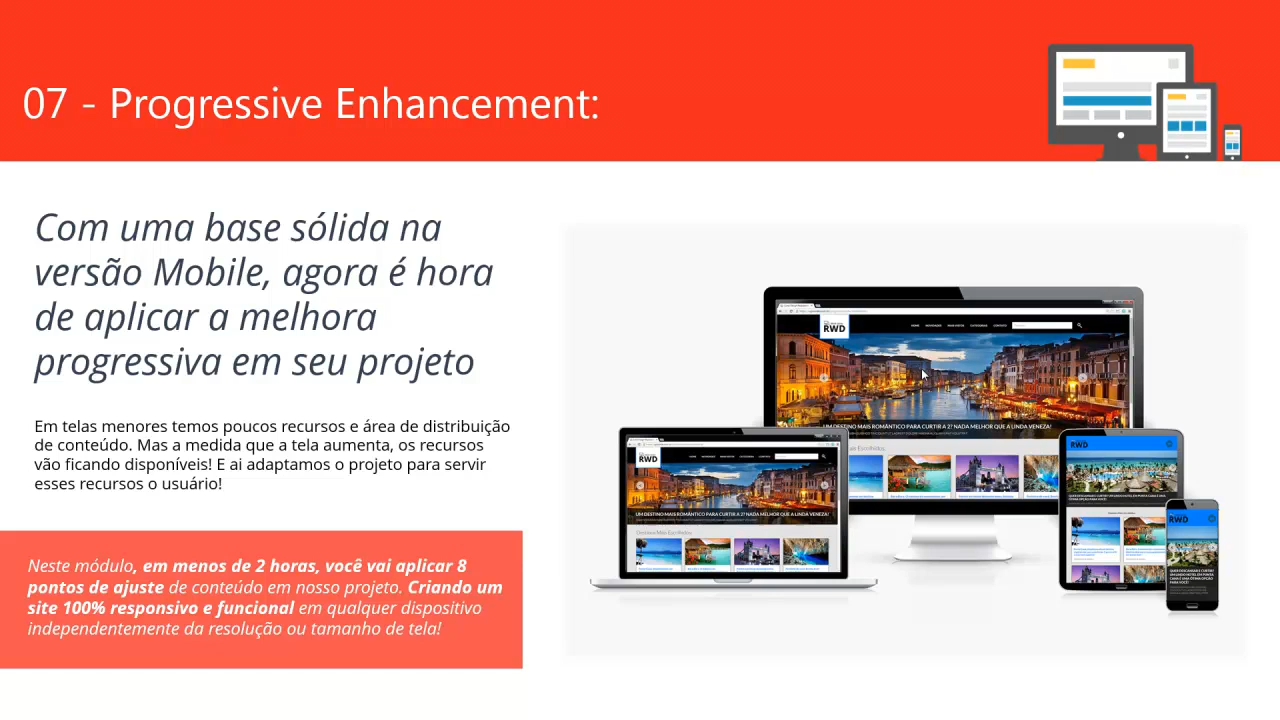 07 - Progressive Enhancement:
Com uma base sólida na
versão Mobile, agora é hora
de aplicar a melhora
progressiva em seu projeto
Em telas menores temos poucos recursos e área de distribuição
de conteúdo. Mas a medida que a tela aumenta, os recursos
vão ficando disponíveis! E ai adaptamos o projeto para servir
esses recursos o usuário!
Neste módulo, em menos de 2 horas, você vai aplicar 8
pontos de ajuste de conteúdo em nosso projeto. Criando um
site 100% responsivo e funcional em qualquer dispositivo
independentemente da resolução ou tamanho de tela!
RWD
UM DESTINO MAIS ROMÂNTICO PARA CURTIR A 2? NADA MELHOR QUE A LINDA VENEZA!
RWD
UM DESTINO MAIS ROMÂNTICO PARA CURTIR A 2? NADA MELHOR QUE A LINDA VENEZA!
RWD
RWD